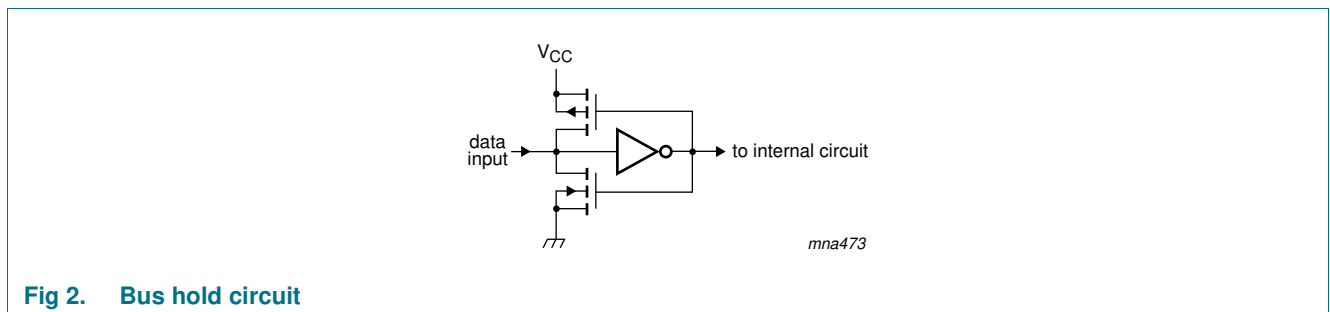 VCC
data
input
to internal circuit
mna473
Fig 2. Bus hold circuit